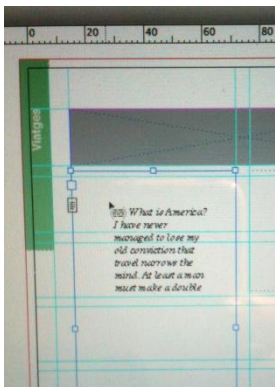 0 20 40 60 80
Viatges
What is America?
I have never
managed to lose my
old conviction that
travel narrows the
mind. At least a man
must make a double